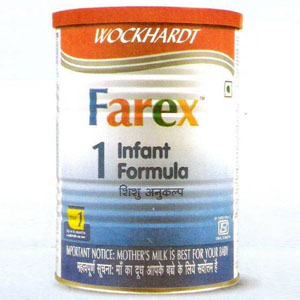 WOCKHARDT
Farex™
1 Infant
Formula
शिशु अनुकल्प
IMPORTANT NOTICE: MOTHER'S MILK IS BEST FOR YOUR BABY
महत्वपूर्ण सूचना: माँ का दूध आपके बच्चे के लिये सर्वोत्तम है